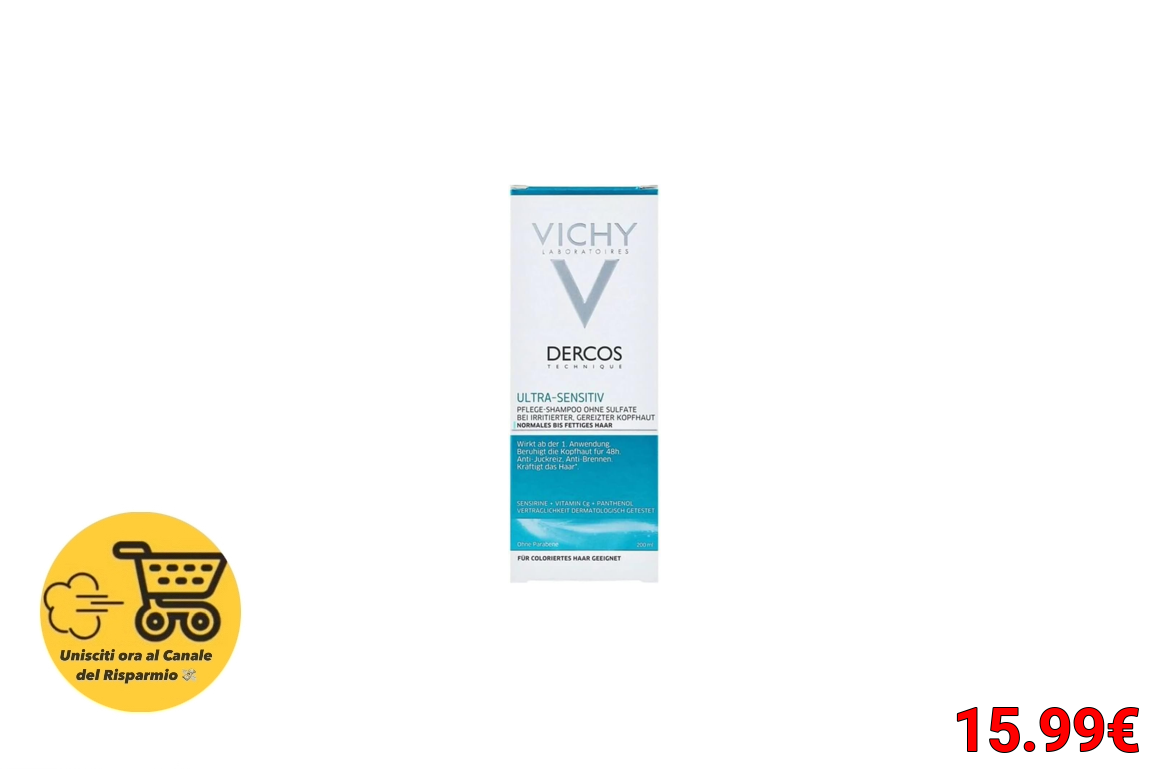 VICHY
LABORATOIRES
V
DERCOS
TECHNIQUE
ULTRA-SENSITIV
PFLEGE-SHAMPOO OHNE SULFATE
BEI IRRITIERTER, GEREIZTER KOPFHAUT
NORMALES BIS FETTIGES HAAR
Wirkt ab der 1. Anwendung.
Beruhigt die Kopfhaut für 48h.
Anti-Juckreiz, Anti-Brennen.
Kräftigt das Haar*.
SENSIRINE + VITAMIN Cg + PANTHENOL
VERTRÄGLICHKEIT DERMATOLOGISCH GETESTET
Ohne Parabene
200 ml
FÜR COLORIERTES HAAR GEEIGNET
Unisciti ora al Canale
del Risparmio 💸
15.99€